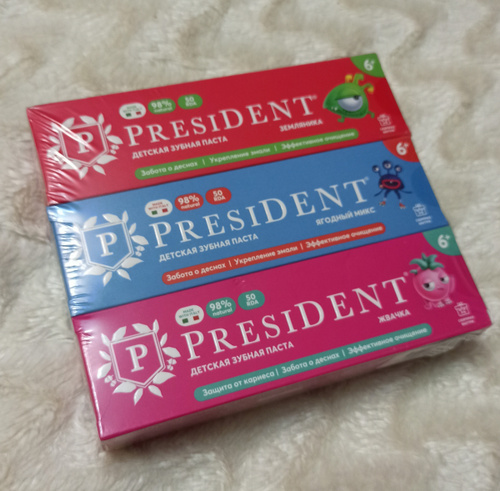 6+
98% natural
50 RDA
P
PRESIDENT®
ЗЕМЛЯНИКА
ДЕТСКАЯ ЗУБНАЯ ПАСТА
Забота о деснах | Укрепление эмали | Эффективное очищение
6+
98% natural
50 RDA
P
PRESIDENT®
ЯГОДНЫЙ МИКС
ДЕТСКАЯ ЗУБНАЯ ПАСТА
Забота о деснах | Укрепление эмали | Эффективное очищение
6+
98% natural
50 RDA
P
PRESIDENT®
ЖВАЧКА
ДЕТСКАЯ ЗУБНАЯ ПАСТА
Защита от кариеса | Забота о деснах | Эффективное очищение